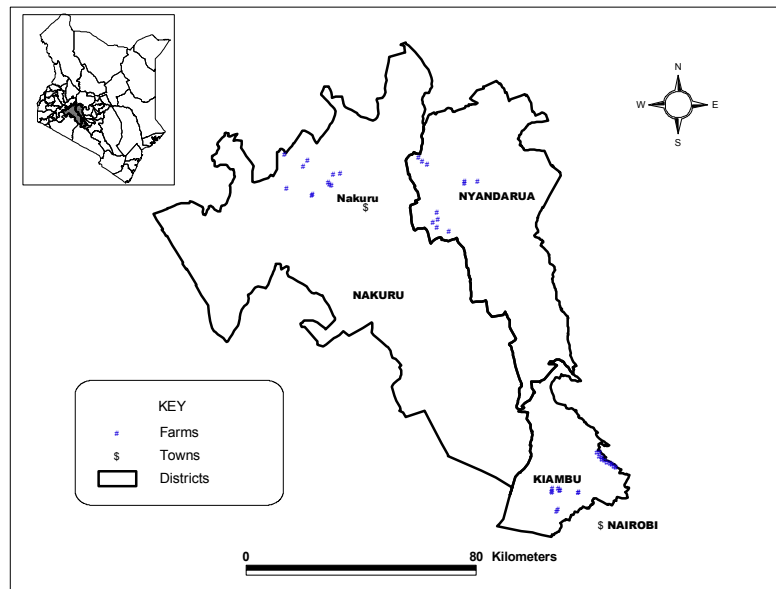 N
W E
S
Nakuru
$
NYANDARUA
NAKURU
KEY
# Farms
$ Towns
Districts
KIAMBU
$ NAIROBI
0 80 Kilometers